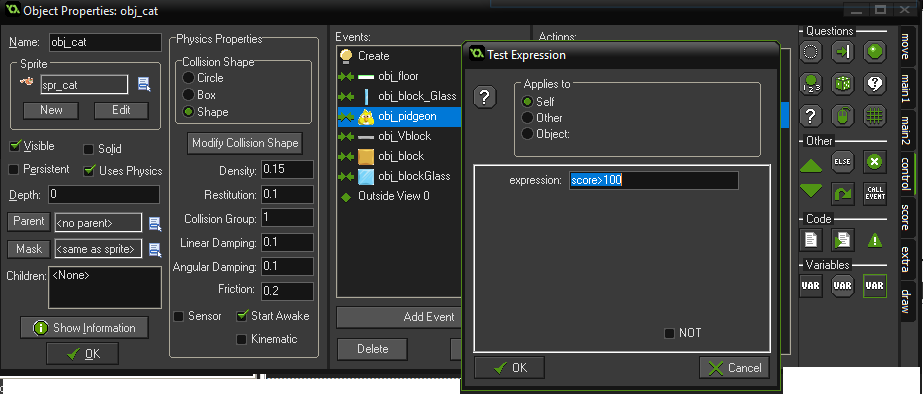 Object Properties: obj_cat
Name: obj_cat
Sprite
spr_cat
New Edit
Visible Solid
Persistent Uses Physics
Depth: 0
Parent <no parent>
Mask <same as sprite>
Children: <None>
Show Information
OK
Physics Properties
Collision Shape
Circle
Box
Shape
Modify Collision Shape
Density: 0.15
Restitution: 0.1
Collision Group: 1
Linear Damping: 0.1
Angular Damping: 0.1
Friction: 0.2
Sensor Start Awake
Kinematic
Events:
Create
obj_floor
obj_block_Glass
obj_pidgeon
obj_Vblock
obj_block
obj_blockGlass
Outside View 0
Add Event
Delete
Actions:
Test Expression
?
Applies to
Self
Other
Object:
expression: score>100
NOT
OK Cancel
Questions
123 ?
?
Other
ELSE
CALL
EVENT
Code
Variables
VAR VAR VAR
move
main1
main2
control
score
extra
draw